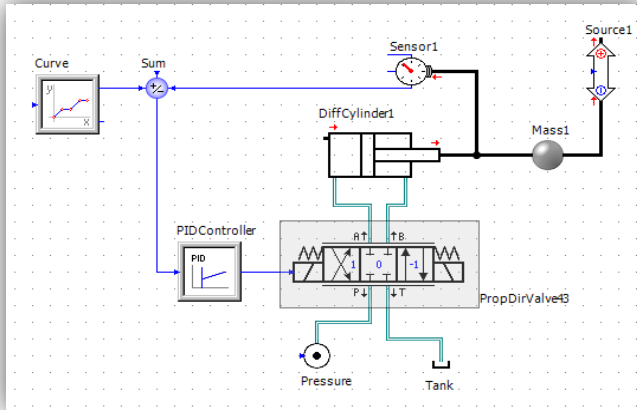 Source1
Sensor1
Curve
Sum
y
x
+/-
DiffCylinder1
Mass1
PIDController
PID
A
B
1
0
-1
P
T
PropDirValve43
Pressure
Tank